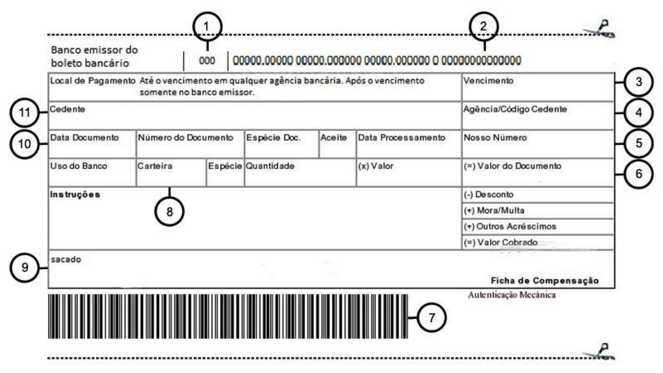 1
2
Banco emissor do
boleto bancário
000
00000.00000 00000.000000 00000.000000 0 00000000000000
Local de Pagamento Até o vencimento em qualquer agência bancária. Após o vencimento
somente no banco emissor.
Vencimento
3
11
Cedente
Agência/Código Cedente
4
10
Data Documento
Número do Documento
Espécie Doc.
Aceite
Data Processamento
Nosso Número
5
Uso do Banco
Carteira
Espécie
Quantidade
(x) Valor
(=) Valor do Documento
6
8
Instruções
(-) Desconto
(+) Mora/Multa
(+) Outros Acréscimos
(=) Valor Cobrado
9
sacado
Ficha de Compensação
Autenticação Mecânica
7